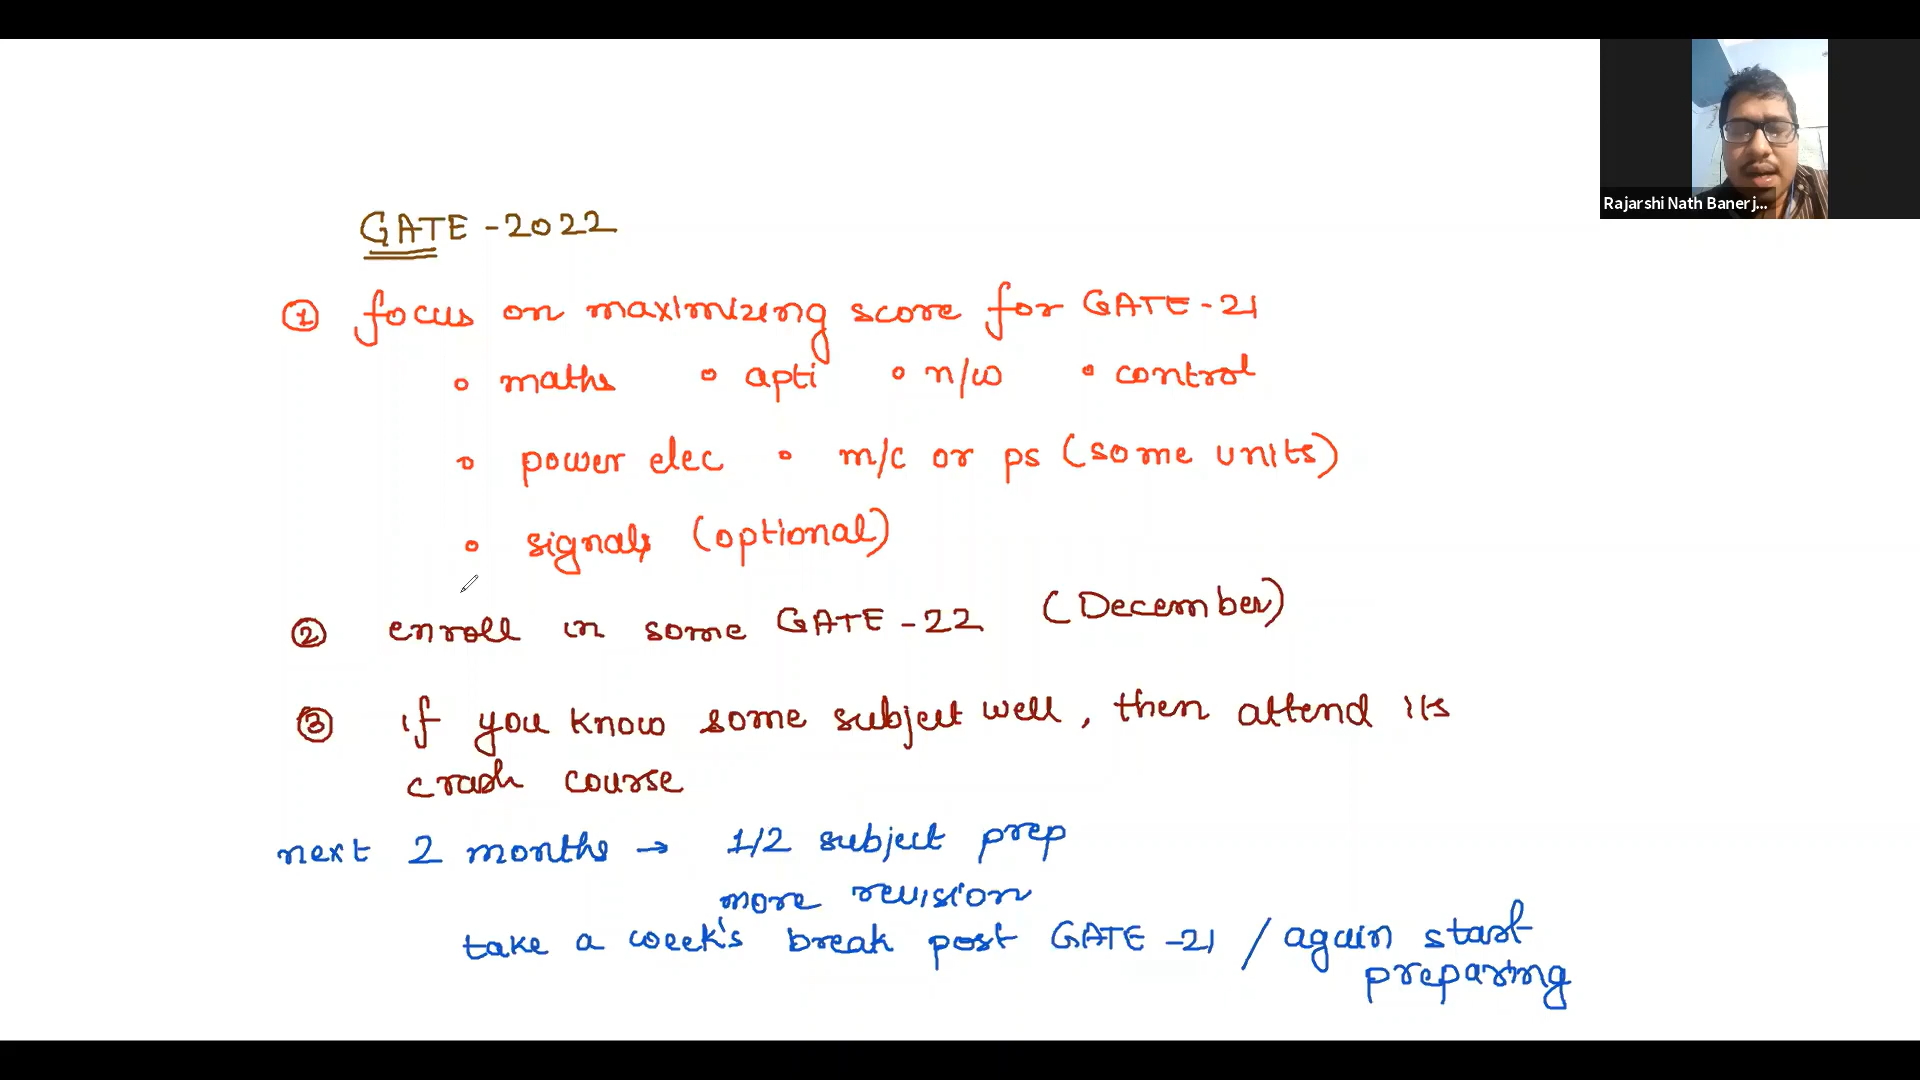 Rajarshi Nath Banerj...
GATE - 2022
① focus on maximizing score for GATE - 21
∘ maths ∘ apti ∘ n/w ∘ control
∘ power elec ∘ m/c or ps (some units)
∘ signals (optional)
② enroll in some GATE - 22 (December)
③ if you know some subject well, then attend its
crash course
next 2 months → 1/2 subject prep
more revision
take a week's break post GATE - 21 / again start
preparing